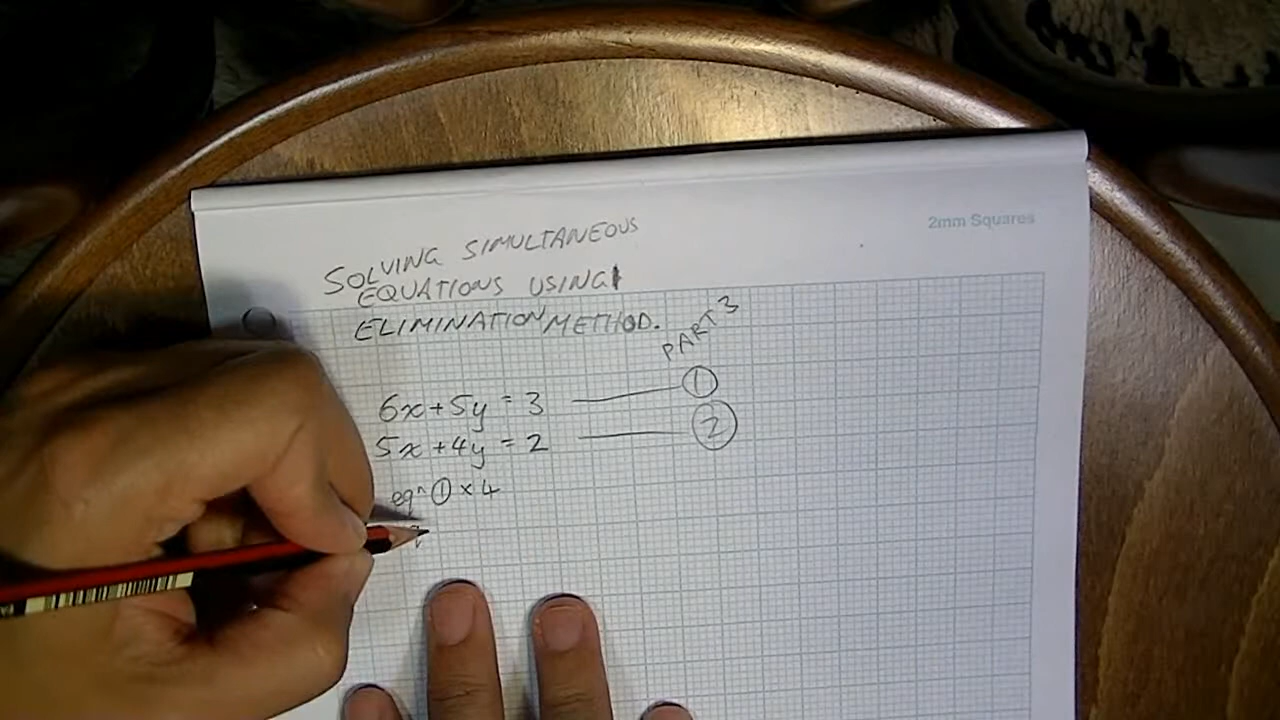 2mm Squares
SOLVING SIMULTANEOUS
EQUATIONS USING
ELIMINATION METHOD.
PART 3
6x+5y = 3 ① 
5x+4y = 2 ②
eqⁿ ① × 4